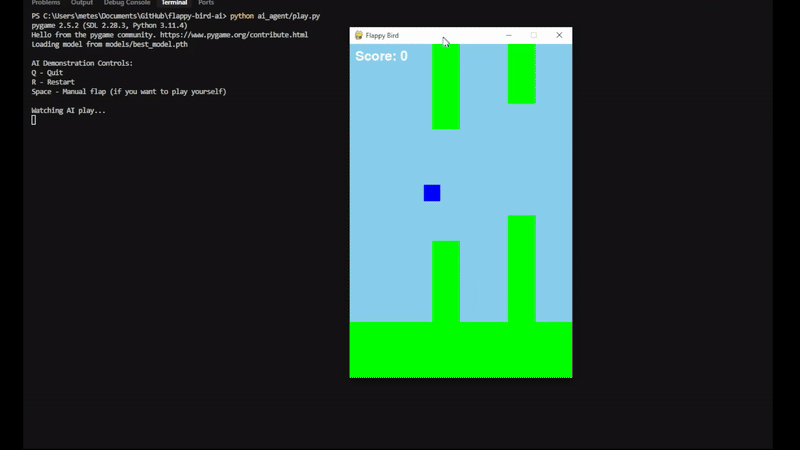 Problems Output Debug Console Terminal Ports
PS C:\Users\metes\Documents\GitHub\flappy-bird-ai> python ai_agent/play.py
pygame 2.5.2 (SDL 2.28.3, Python 3.11.4)
Hello from the pygame community. https://www.pygame.org/contribute.html
Loading model from models/best_model.pth
AI Demonstration Controls:
Q - Quit
R - Restart
Space - Manual flap (if you want to play yourself)
Watching AI play...
Flappy Bird
Score: 0